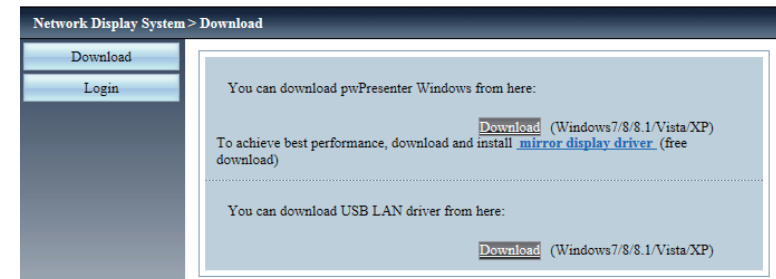 Network Display System > Download
Download
Login
You can download pwPresenter Windows from here:
Download (Windows7/8/8.1/Vista/XP)
To achieve best performance, download and install mirror display driver (free
download)
You can download USB LAN driver from here:
Download (Windows7/8/8.1/Vista/XP)